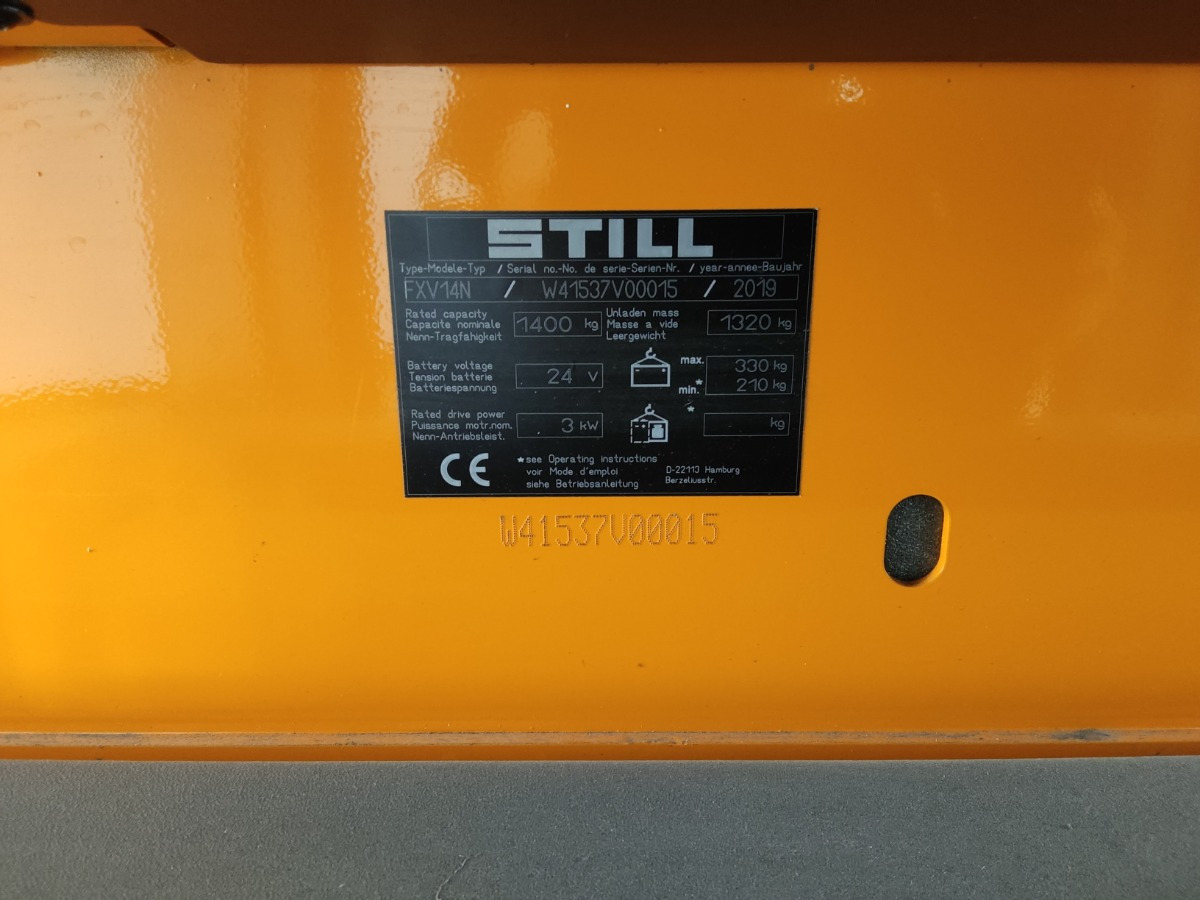 STILL
Type-Modele-Typ / Serial no.-No. de serie-Serien-Nr. / year-annee-Baujahr
FXV14N / W41537V00015 / 2019
Rated capacity
Capacite nominale
Nenn-Tragfähigkeit
1400 kg
Unladen mass
Masse a vide
Leergewicht
1320 kg
Battery voltage
Tension batterie
Batteriespannung
24 V
max. 330 kg
min.* 210 kg
Rated drive power
Puissance motr.nom.
Nenn-Antriebsleist.
3 kW
* kg
CE
*see Operating instructions
voir Mode d'emploi
siehe Betriebsanleitung
D-22113 Hamburg
Berzeliusstr.
W41537V00015